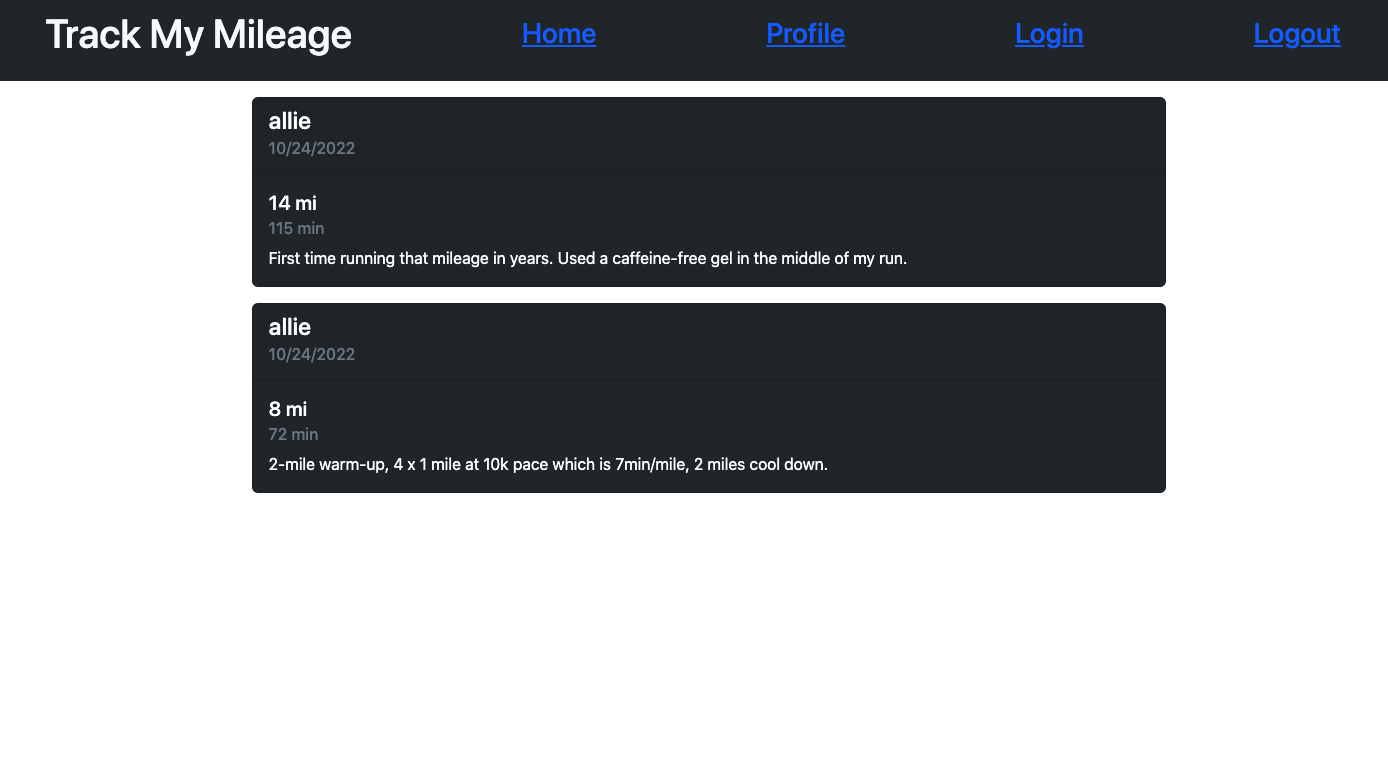 Track My Mileage Home Profile Login Logout
allie
10/24/2022
14 mi
115 min
First time running that mileage in years. Used a caffeine-free gel in the middle of my run.
allie
10/24/2022
8 mi
72 min
2-mile warm-up, 4 x 1 mile at 10k pace which is 7min/mile, 2 miles cool down.